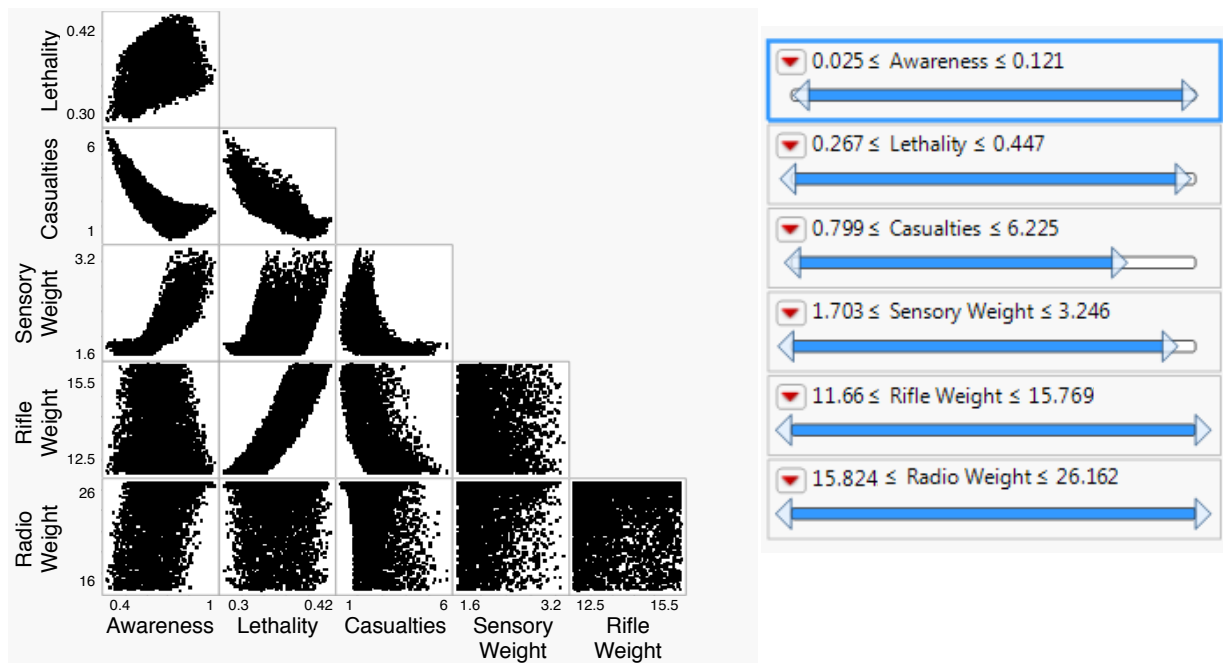 Lethality
0.42
0.30
Casualties
6
1
Sensory
Weight
3.2
1.6
Rifle
Weight
15.5
12.5
Radio
Weight
26
16
0.4 1 0.3 0.42 1 6 1.6 3.2 12.5 15.5
Awareness Lethality Casualties Sensory Rifle
Weight Weight
0.025 ≤ Awareness ≤ 0.121
0.267 ≤ Lethality ≤ 0.447
0.799 ≤ Casualties ≤ 6.225
1.703 ≤ Sensory Weight ≤ 3.246
11.66 ≤ Rifle Weight ≤ 15.769
15.824 ≤ Radio Weight ≤ 26.162